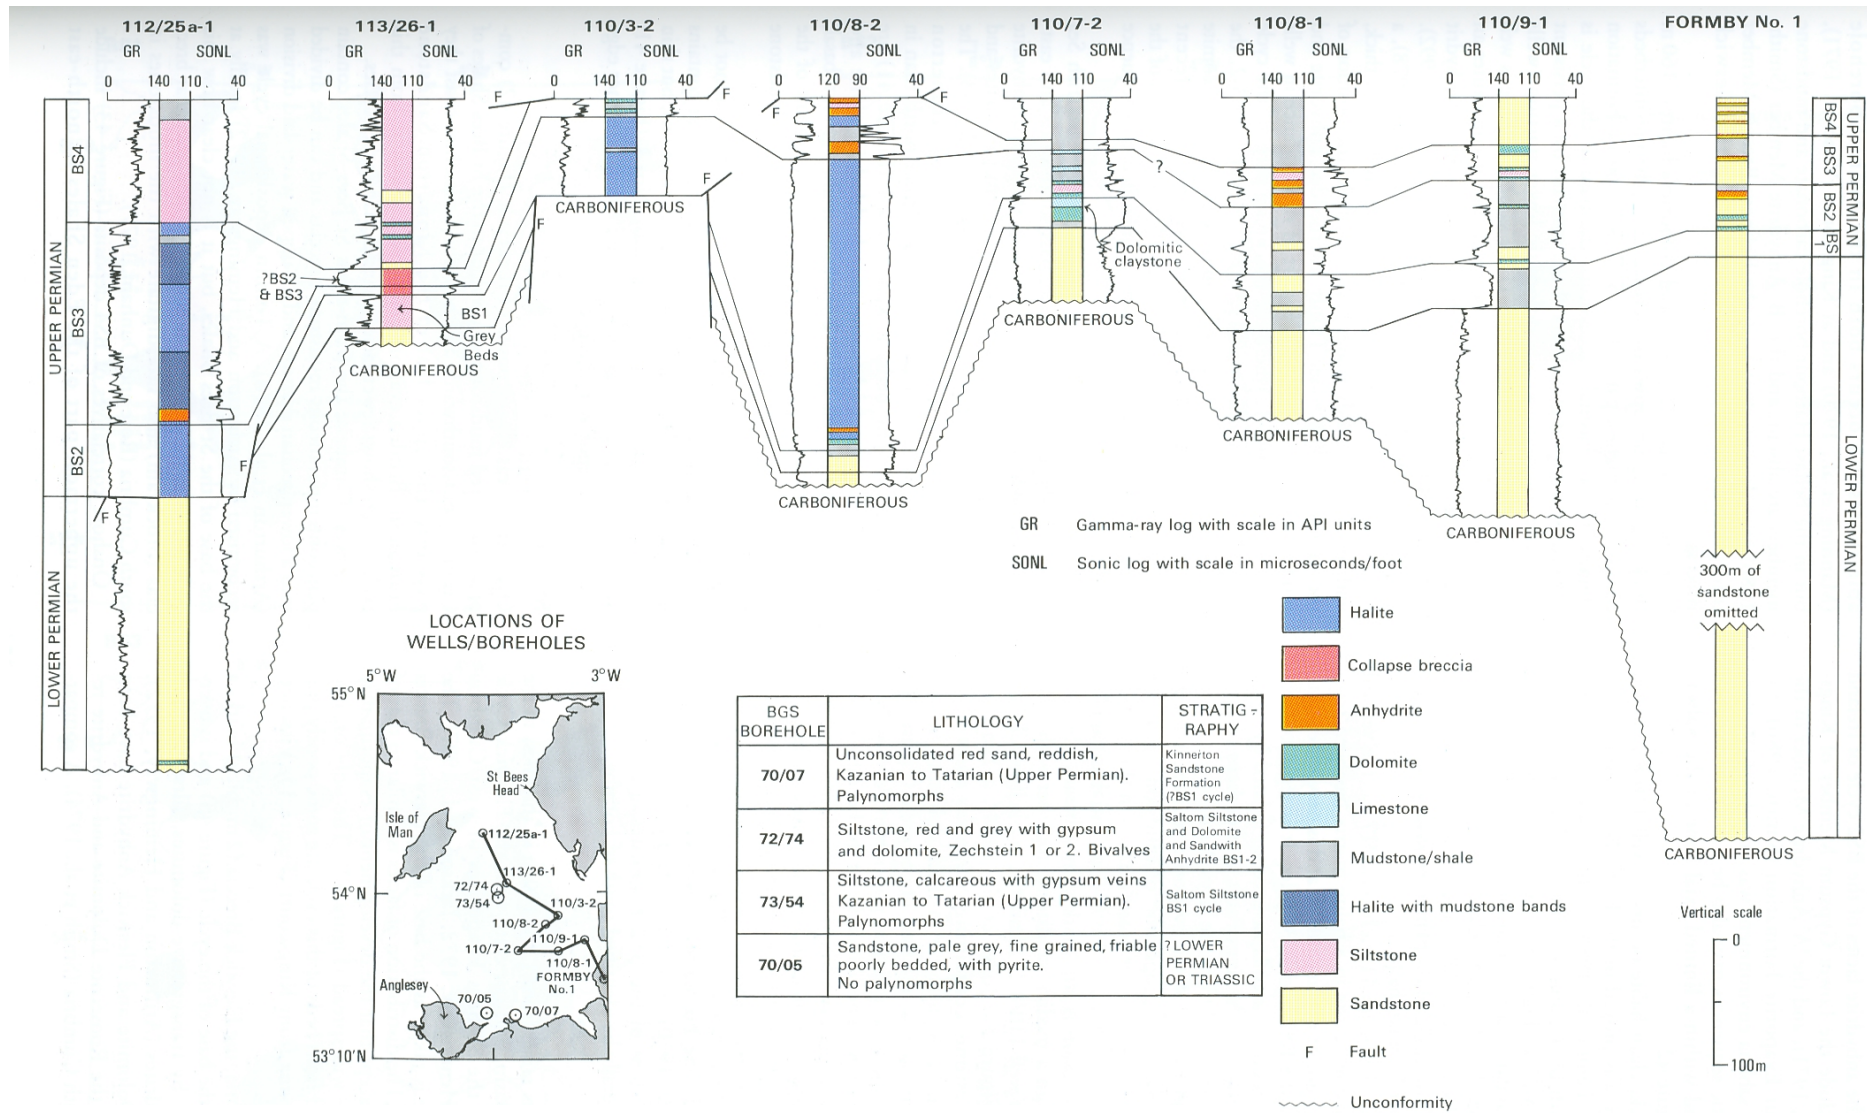 112/25a-1
113/26-1
110/3-2
110/8-2
110/7-2
110/8-1
110/9-1
FORMBY No. 1
GR SONL
GR SONL
GR SONL
SONL
GR SONL
GR SONL
GR SONL
0 140 110 40
0 140 110 40
0 140 110 40
0 120 90 40
0 140 110 40
0 140 110 40
0 140 110 40
F
F
F
F
F
F
F
F
F
?
UPPER PERMIAN
BS4
BS3
BS2
LOWER PERMIAN
?BS2
& BS3
BS1
Grey
Beds
CARBONIFEROUS
CARBONIFEROUS
CARBONIFEROUS
Dolomitic
claystone
CARBONIFEROUS
CARBONIFEROUS
CARBONIFEROUS
BS4
BS3
BS2
BS
1
UPPER PERMIAN
LOWER PERMIAN
300m of
sandstone
omitted
CARBONIFEROUS
GR Gamma-ray log with scale in API units
SONL Sonic log with scale in microseconds/foot
Halite
Collapse breccia
Anhydrite
Dolomite
Limestone
Mudstone/shale
Halite with mudstone bands
Siltstone
Sandstone
F Fault
Unconformity
Vertical scale
0
100m
LOCATIONS OF
WELLS/BOREHOLES
5°W 3°W
55°N
54°N
53°10'N
St Bees
Head
Isle of
Man
112/25a-1
113/26-1
72/74
73/54
110/3-2
110/8-2
110/9-1
110/7-2
110/8-1
FORMBY
No.1
Anglesey
70/05
70/07
BGS
BOREHOLE
LITHOLOGY
STRATIG-
RAPHY
70/07
Unconsolidated red sand, reddish,
Kazanian to Tatarian (Upper Permian).
Palynomorphs
Kinnerton
Sandstone
Formation
(?BS1 cycle)
72/74
Siltstone, red and grey with gypsum
and dolomite, Zechstein 1 or 2. Bivalves
Saltom Siltstone
and Dolomite
and Sandwith
Anhydrite BS1-2
73/54
Siltstone, calcareous with gypsum veins
Kazanian to Tatarian (Upper Permian).
Palynomorphs
Saltom Siltstone
BS1 cycle
70/05
Sandstone, pale grey, fine grained, friable
poorly bedded, with pyrite.
No palynomorphs
? LOWER
PERMIAN
OR TRIASSIC